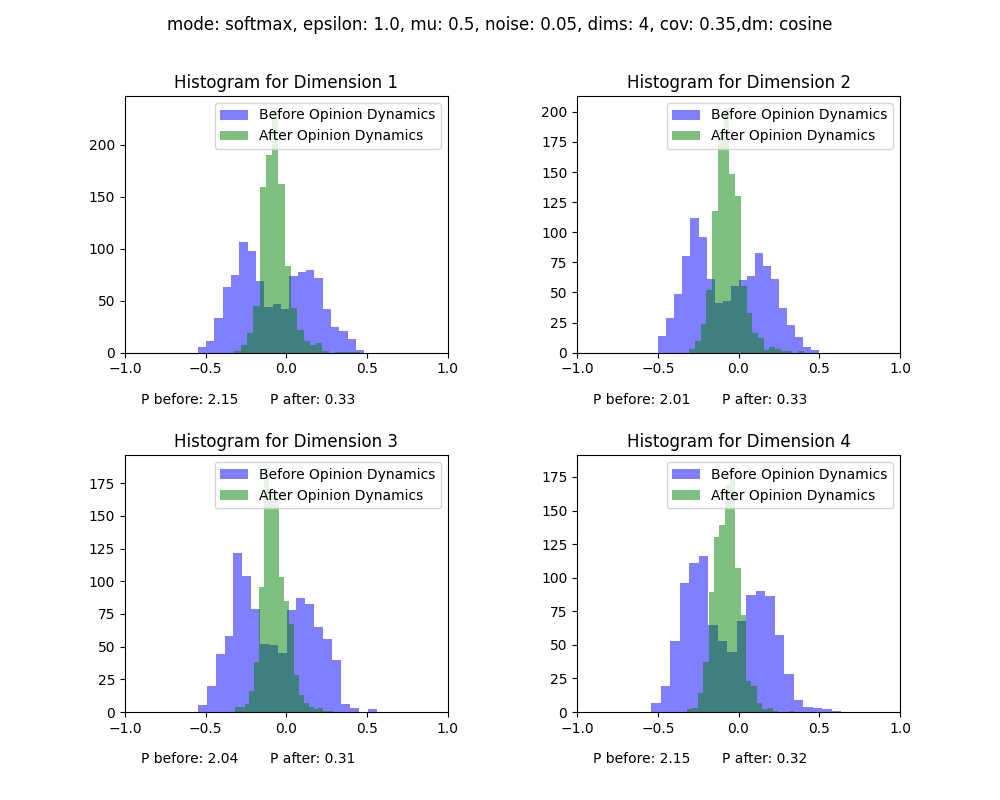 mode: softmax, epsilon: 1.0, mu: 0.5, noise: 0.05, dims: 4, cov: 0.35,dm: cosine
Histogram for Dimension 1
Before Opinion Dynamics
After Opinion Dynamics
200
150
100
50
0
−1.0 −0.5 0.0 0.5 1.0
P before: 2.15 P after: 0.33
Histogram for Dimension 2
Before Opinion Dynamics
After Opinion Dynamics
200
175
150
125
100
75
50
25
0
−1.0 −0.5 0.0 0.5 1.0
P before: 2.01 P after: 0.33
Histogram for Dimension 3
Before Opinion Dynamics
After Opinion Dynamics
175
150
125
100
75
50
25
0
−1.0 −0.5 0.0 0.5 1.0
P before: 2.04 P after: 0.31
Histogram for Dimension 4
Before Opinion Dynamics
After Opinion Dynamics
175
150
125
100
75
50
25
0
−1.0 −0.5 0.0 0.5 1.0
P before: 2.15 P after: 0.32